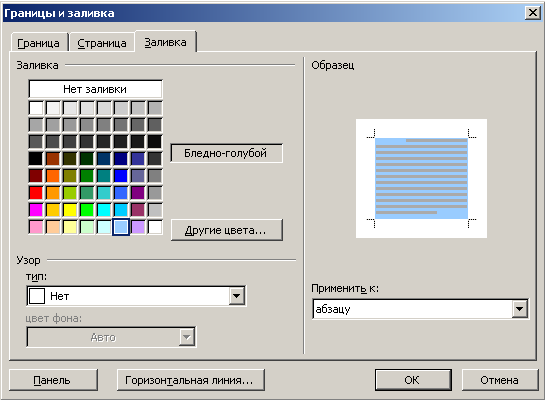 Границы и заливка
Граница
Страница
Заливка
Заливка
Нет заливки
Бледно-голубой
Другие цвета...
Узор
тип:
Нет
цвет фона:
Авто
Образец
Применить к:
абзацу
Панель
Горизонтальная линия...
ОК
Отмена